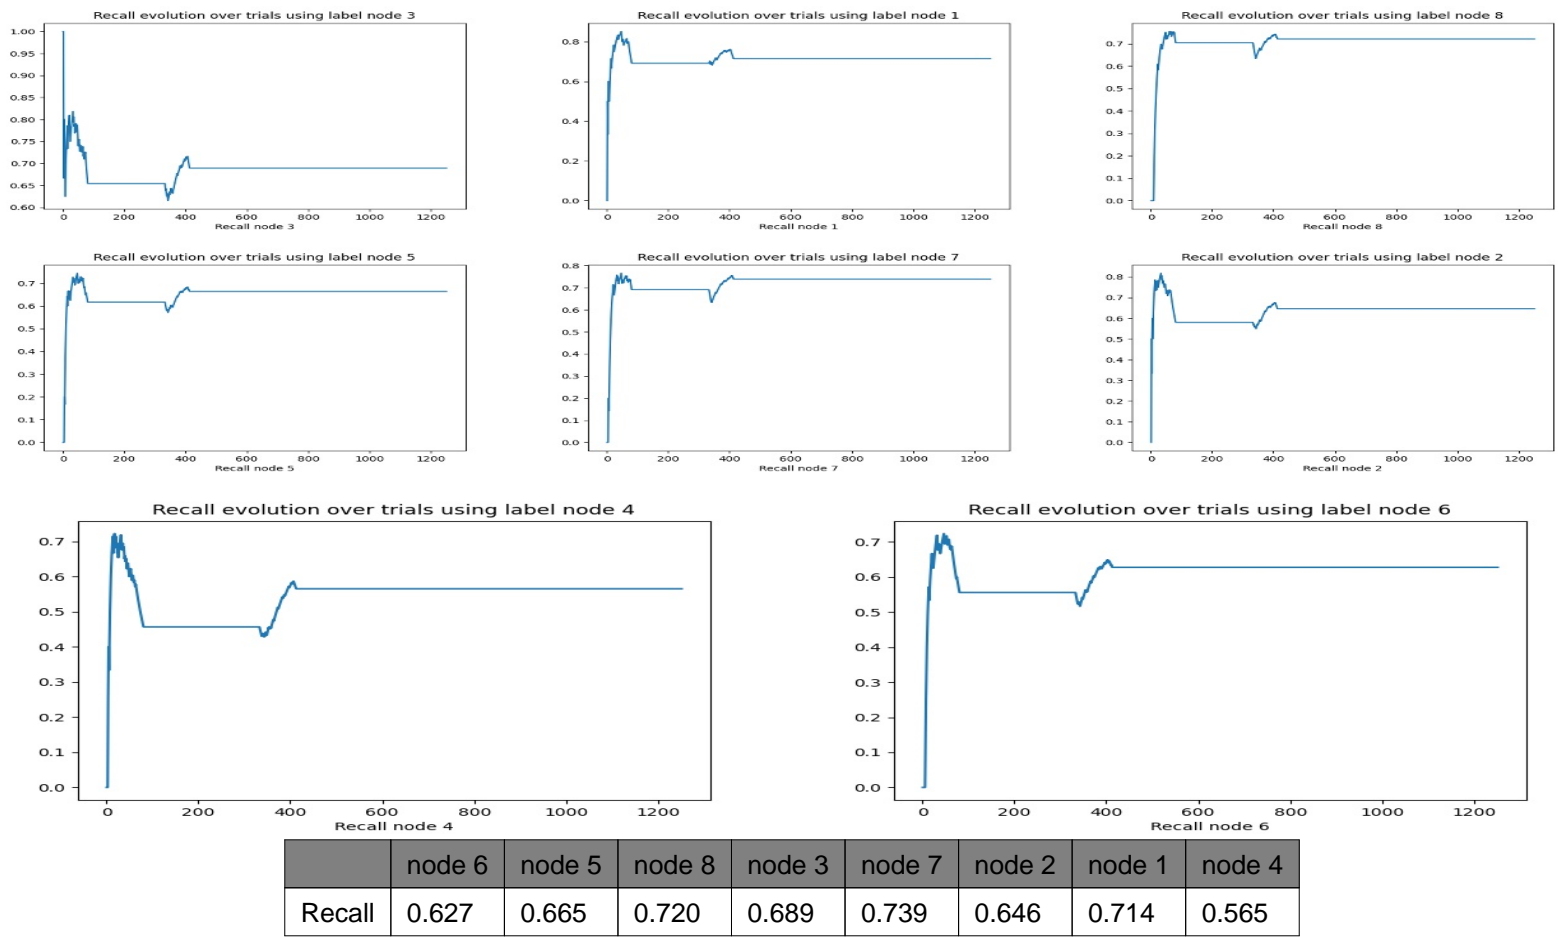 Recall evolution over trials using label node 3
1.00
0.95
0.90
0.85
0.80
0.75
0.70
0.65
0.60
0 200 400 600 800 1000 1200
Recall node 3
Recall evolution over trials using label node 1
0.8
0.6
0.4
0.2
0.0
0 200 400 600 800 1000 1200
Recall node 1
Recall evolution over trials using label node 8
0.7
0.6
0.5
0.4
0.3
0.2
0.1
0.0
0 200 400 600 800 1000 1200
Recall node 8
Recall evolution over trials using label node 5
0.7
0.6
0.5
0.4
0.3
0.2
0.1
0.0
0 200 400 600 800 1000 1200
Recall node 5
Recall evolution over trials using label node 7
0.8
0.7
0.6
0.5
0.4
0.3
0.2
0.1
0.0
0 200 400 600 800 1000 1200
Recall node 7
Recall evolution over trials using label node 2
0.8
0.7
0.6
0.5
0.4
0.3
0.2
0.1
0.0
0 200 400 600 800 1000 1200
Recall node 2
Recall evolution over trials using label node 4
0.7
0.6
0.5
0.4
0.3
0.2
0.1
0.0
0 200 400 600 800 1000 1200
Recall node 4
Recall evolution over trials using label node 6
0.7
0.6
0.5
0.4
0.3
0.2
0.1
0.0
0 200 400 600 800 1000 1200
Recall node 6
node 6 node 5 node 8 node 3 node 7 node 2 node 1 node 4
Recall 0.627 0.665 0.720 0.689 0.739 0.646 0.714 0.565